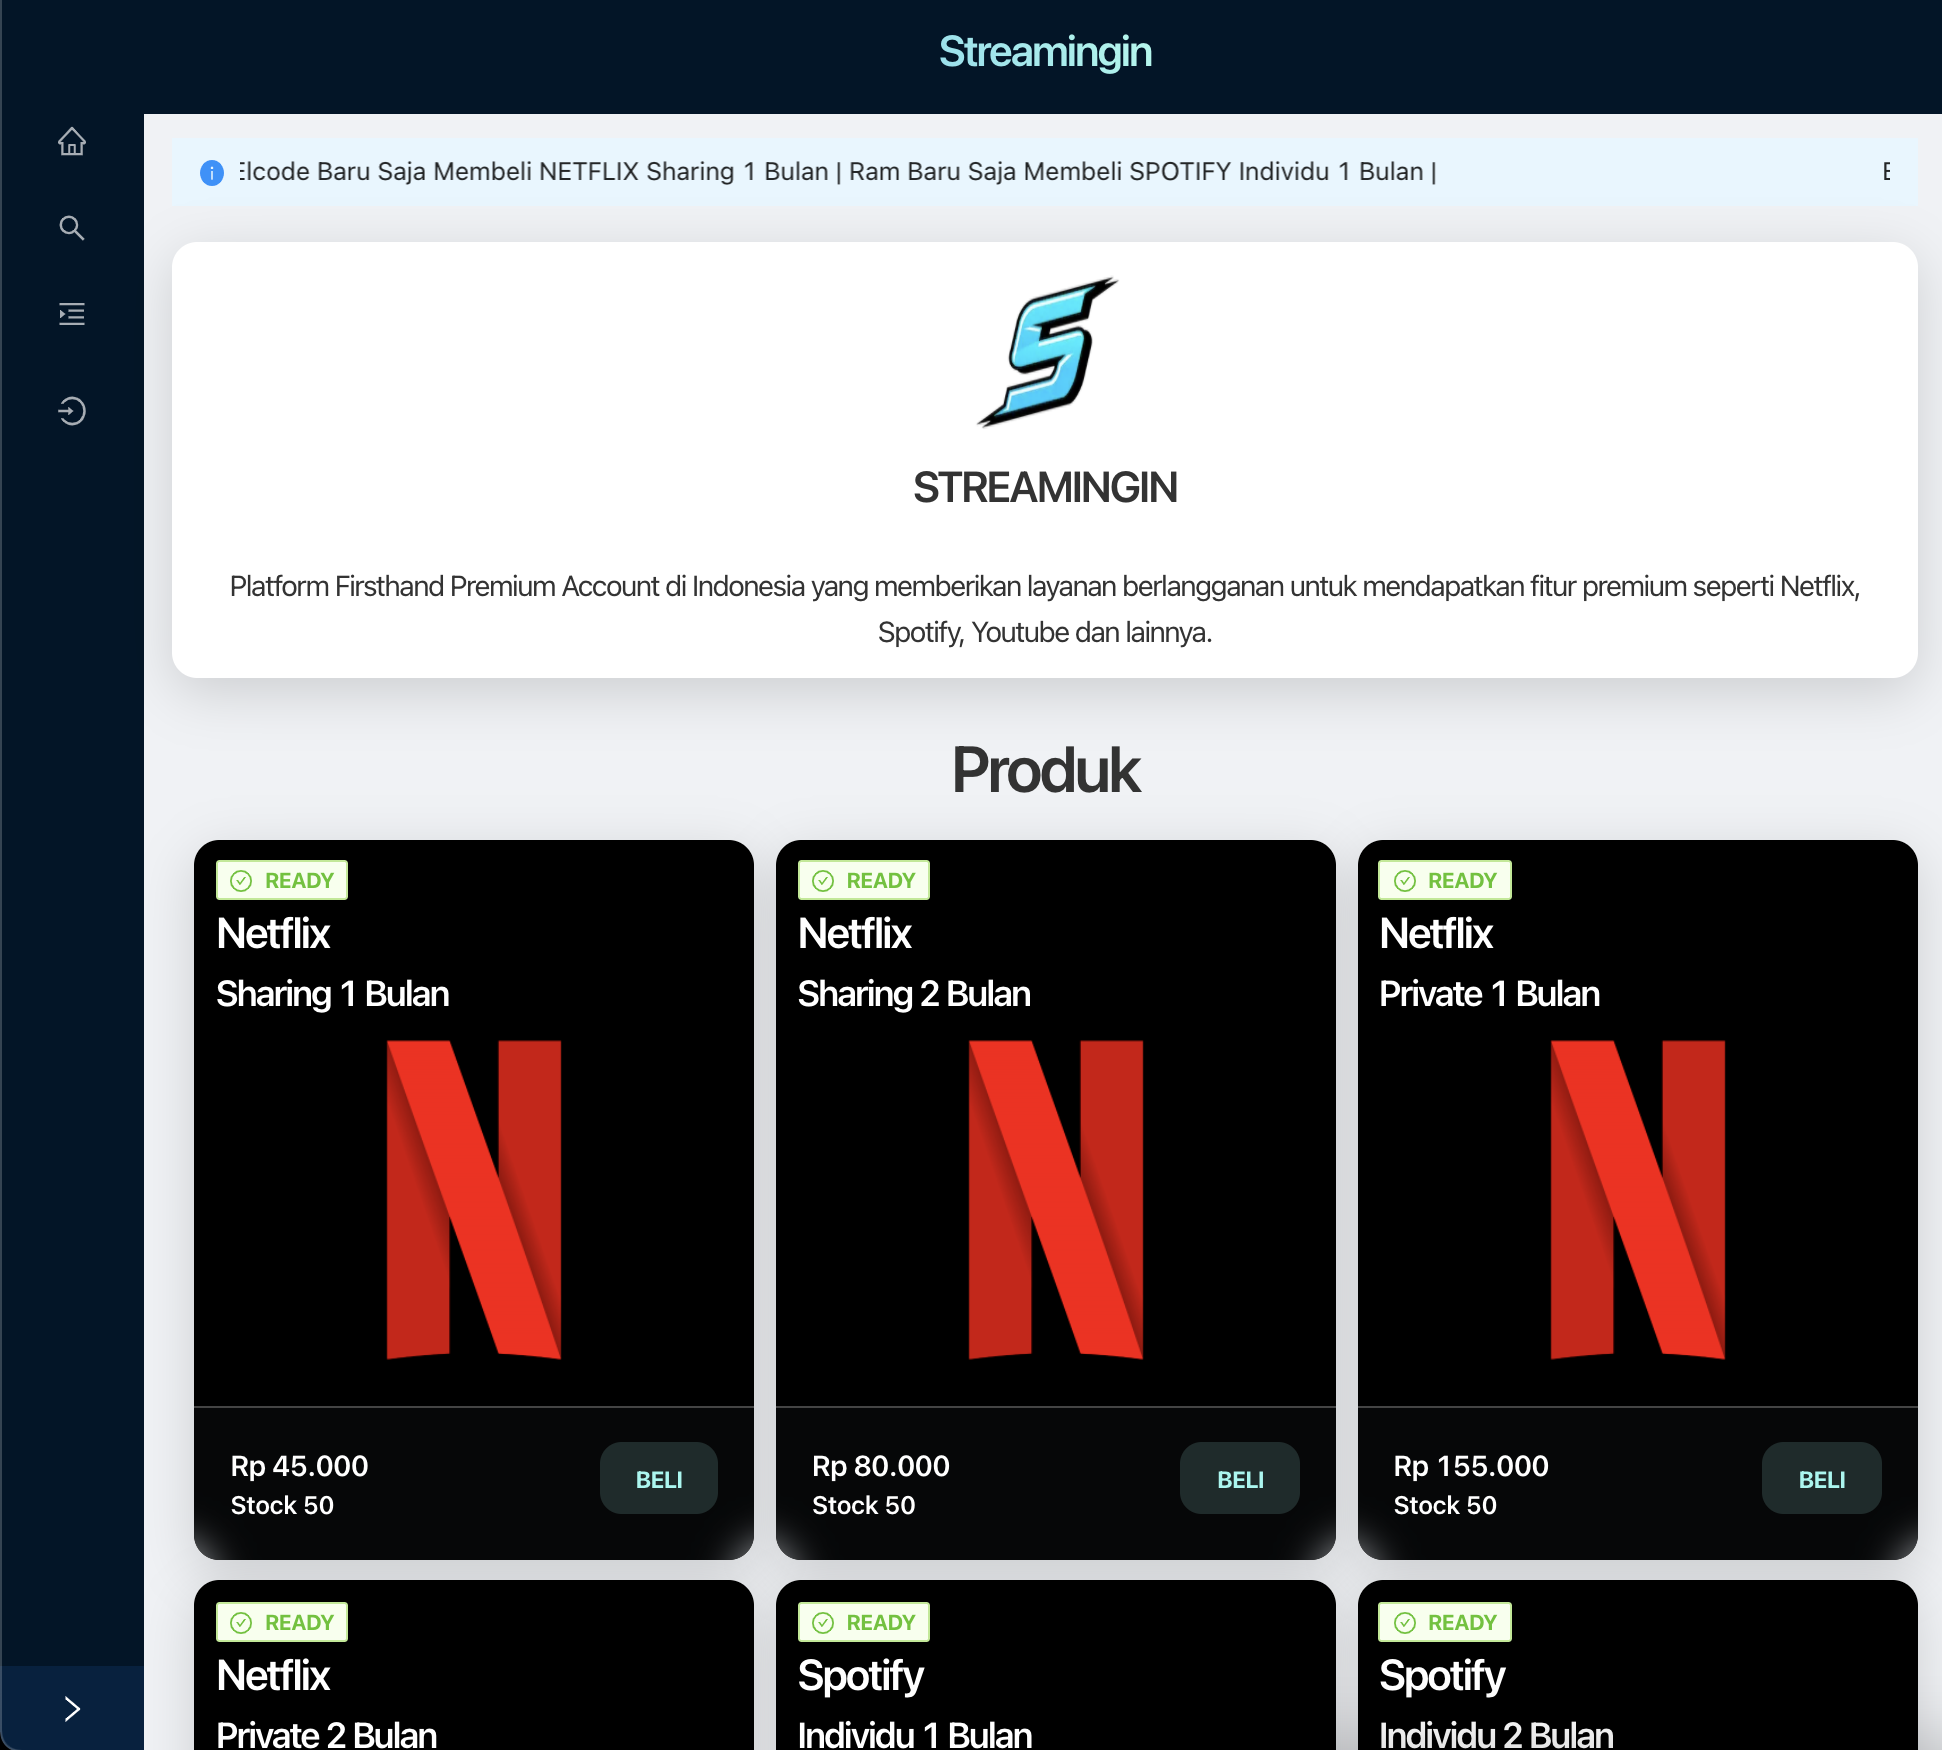 Streamingin
Elcode Baru Saja Membeli NETFLIX Sharing 1 Bulan | Ram Baru Saja Membeli SPOTIFY Individu 1 Bulan |
STREAMINGIN
Platform Firsthand Premium Account di Indonesia yang memberikan layanan berlangganan untuk mendapatkan fitur premium seperti Netflix,
Spotify, Youtube dan lainnya.
Produk
READY
Netflix
Sharing 1 Bulan
Rp 45.000
Stock 50
BELI
READY
Netflix
Sharing 2 Bulan
Rp 80.000
Stock 50
BELI
READY
Netflix
Private 1 Bulan
Rp 155.000
Stock 50
BELI
READY
Netflix
Private 2 Bulan
READY
Spotify
Individu 1 Bulan
READY
Spotify
Individu 2 Bulan